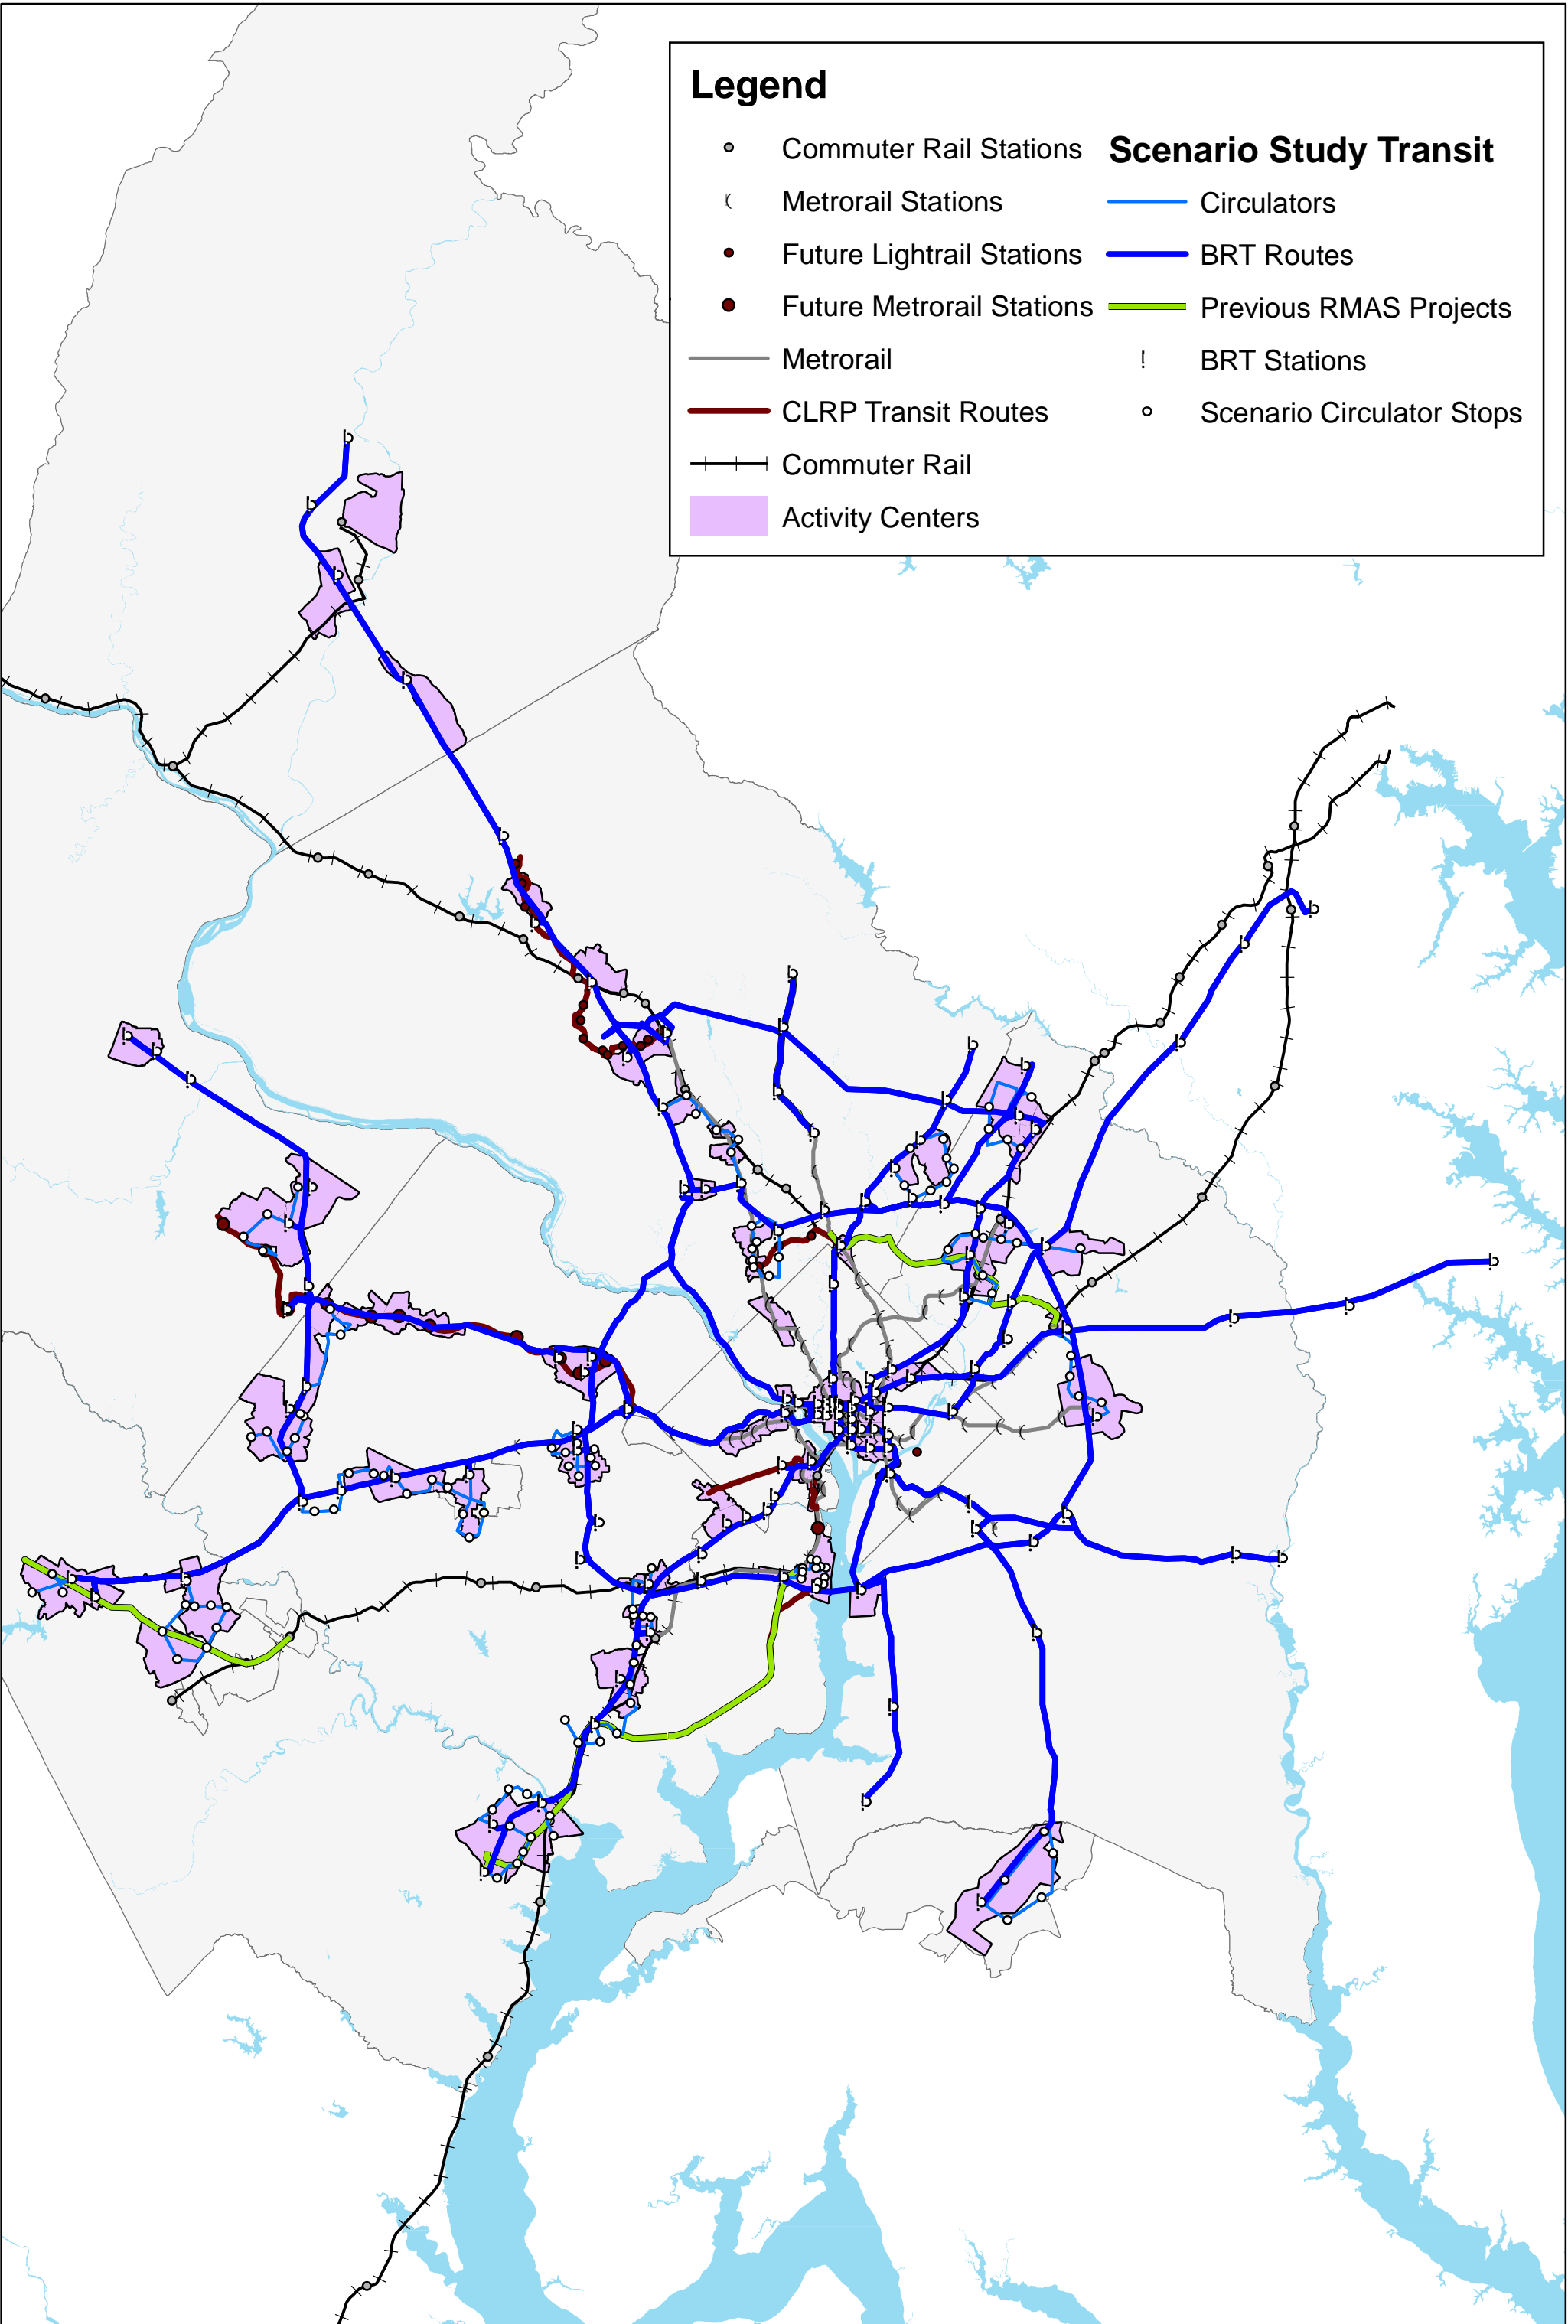 Legend
Commuter Rail Stations
Metrorail Stations
Future Lightrail Stations
Future Metrorail Stations
Metrorail
CLRP Transit Routes
Commuter Rail
Activity Centers
Scenario Study Transit
Circulators
BRT Routes
Previous RMAS Projects
BRT Stations
Scenario Circulator Stops